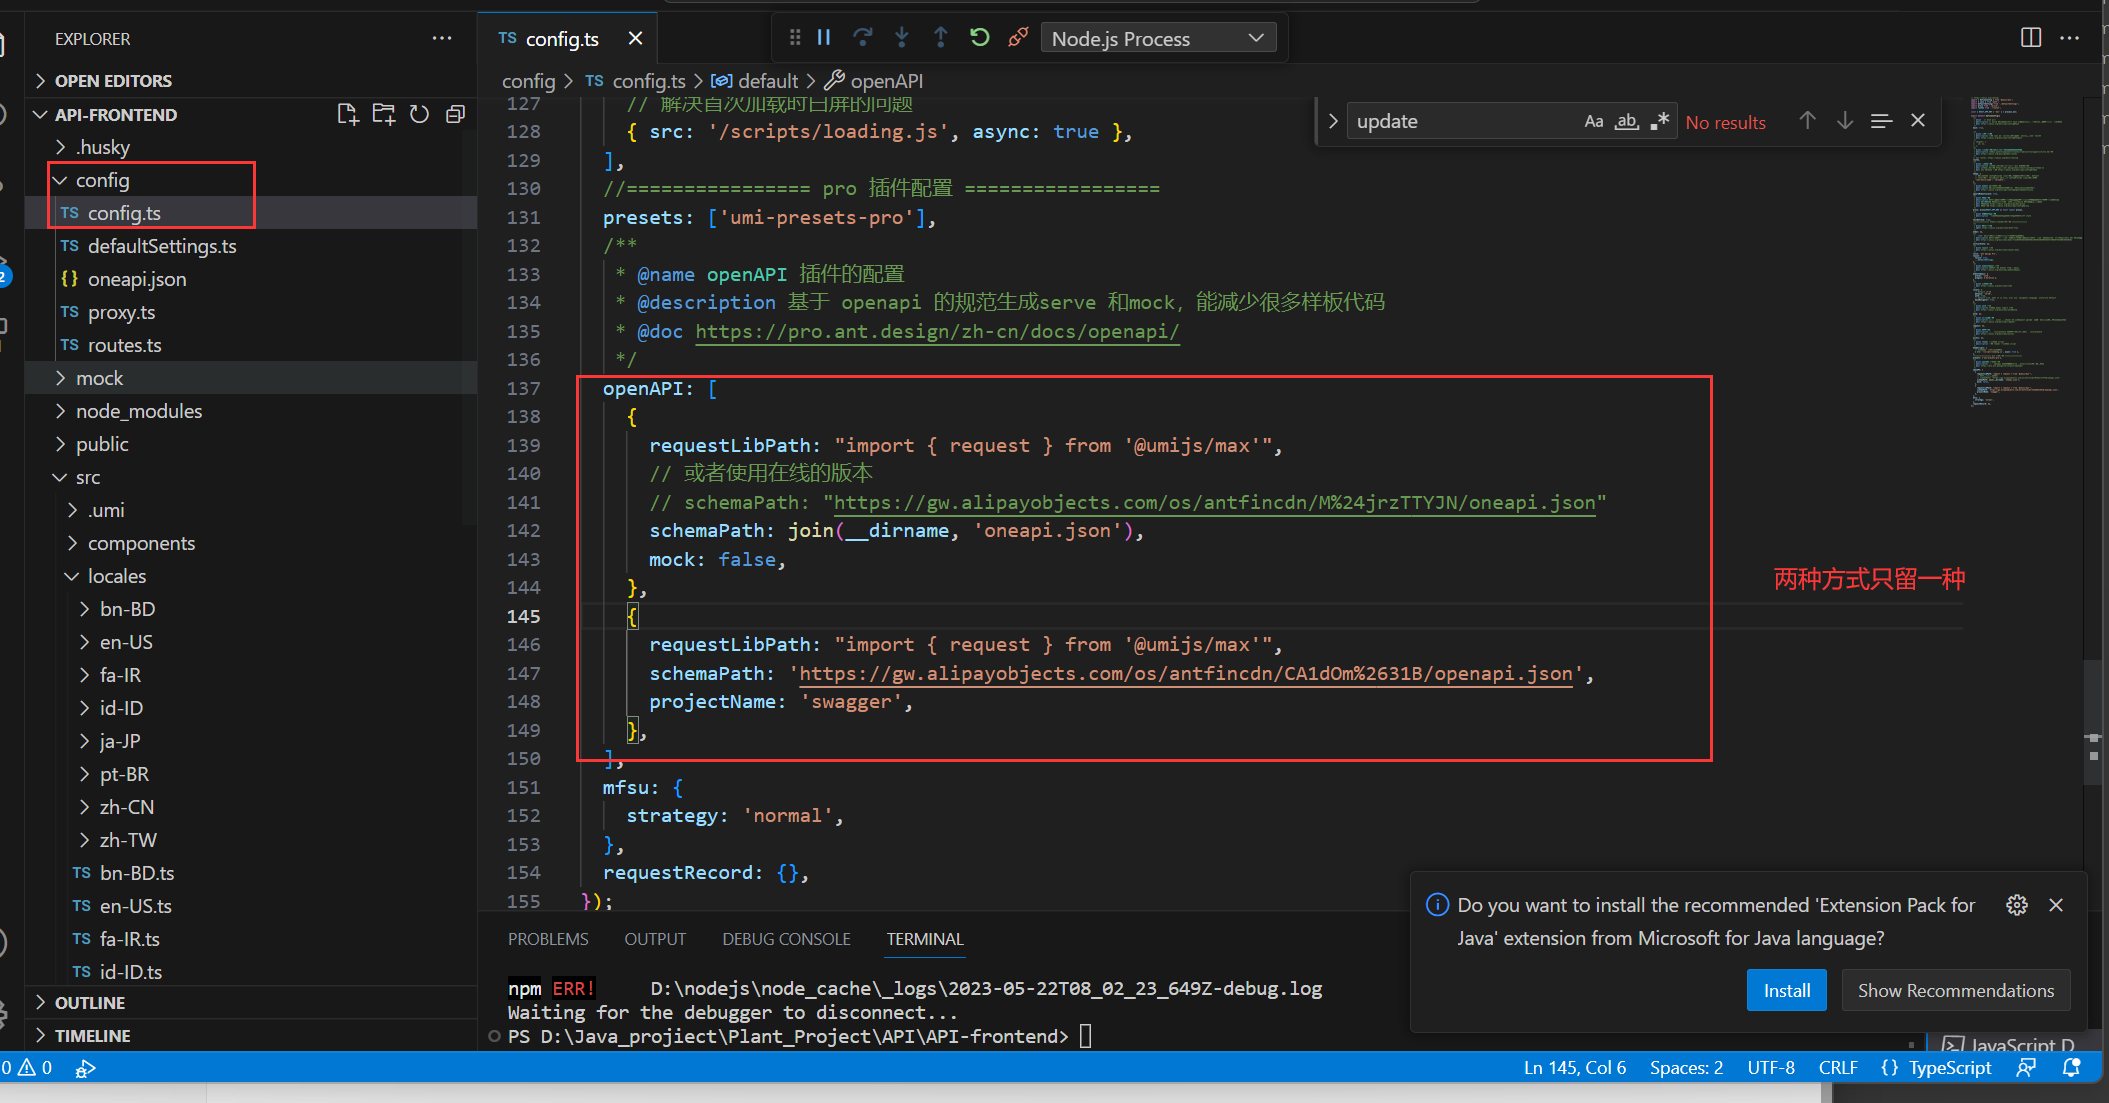 EXPLORER
OPEN EDITORS
API-FRONTEND
.husky
config
TS config.ts
TS defaultSettings.ts
{} oneapi.json
TS proxy.ts
TS routes.ts
mock
node_modules
public
src
.umi
components
locales
bn-BD
en-US
fa-IR
id-ID
ja-JP
pt-BR
zh-CN
zh-TW
TS bn-BD.ts
TS en-US.ts
TS fa-IR.ts
TS id-ID.ts
OUTLINE
TIMELINE
2
TS config.ts
Node.js Process
config > TS config.ts > default > openAPI
update
Aa ab .*
No results
127 // 解决首次加载时白屏的问题
128 { src: '/scripts/loading.js', async: true },
129 ],
130 //================ pro 插件配置 =================
131 presets: ['umi-presets-pro'],
132 /**
133 * @name openAPI 插件的配置
134 * @description 基于 openapi 的规范生成serve 和mock，能减少很多样板代码
135 * @doc https://pro.ant.design/zh-cn/docs/openapi/
136 */
137 openAPI: [
138 {
139 requestLibPath: "import { request } from '@umijs/max'",
140 // 或者使用在线的版本
141 // schemaPath: "https://gw.alipayobjects.com/os/antfincdn/M%24jrzTTYJN/oneapi.json"
142 schemaPath: join(__dirname, 'oneapi.json'),
143 mock: false,
144 },
145 {
146 requestLibPath: "import { request } from '@umijs/max'",
147 schemaPath: 'https://gw.alipayobjects.com/os/antfincdn/CA1dOm%2631B/openapi.json',
148 projectName: 'swagger',
149 },
150 ],
151 mfsu: {
152 strategy: 'normal',
153 },
154 requestRecord: {},
155 });
两种方式只留一种
PROBLEMS OUTPUT DEBUG CONSOLE TERMINAL
npm ERR! D:\nodejs\node_cache\_logs\2023-05-22T08_02_23_649Z-debug.log
Waiting for the debugger to disconnect...
PS D:\Java_projiect\Plant_Project\API\API-frontend>
Do you want to install the recommended 'Extension Pack for
Java' extension from Microsoft for Java language?
Install
Show Recommendations
JavaScript D
0 0
Ln 145, Col 6 Spaces: 2 UTF-8 CRLF {} TypeScript